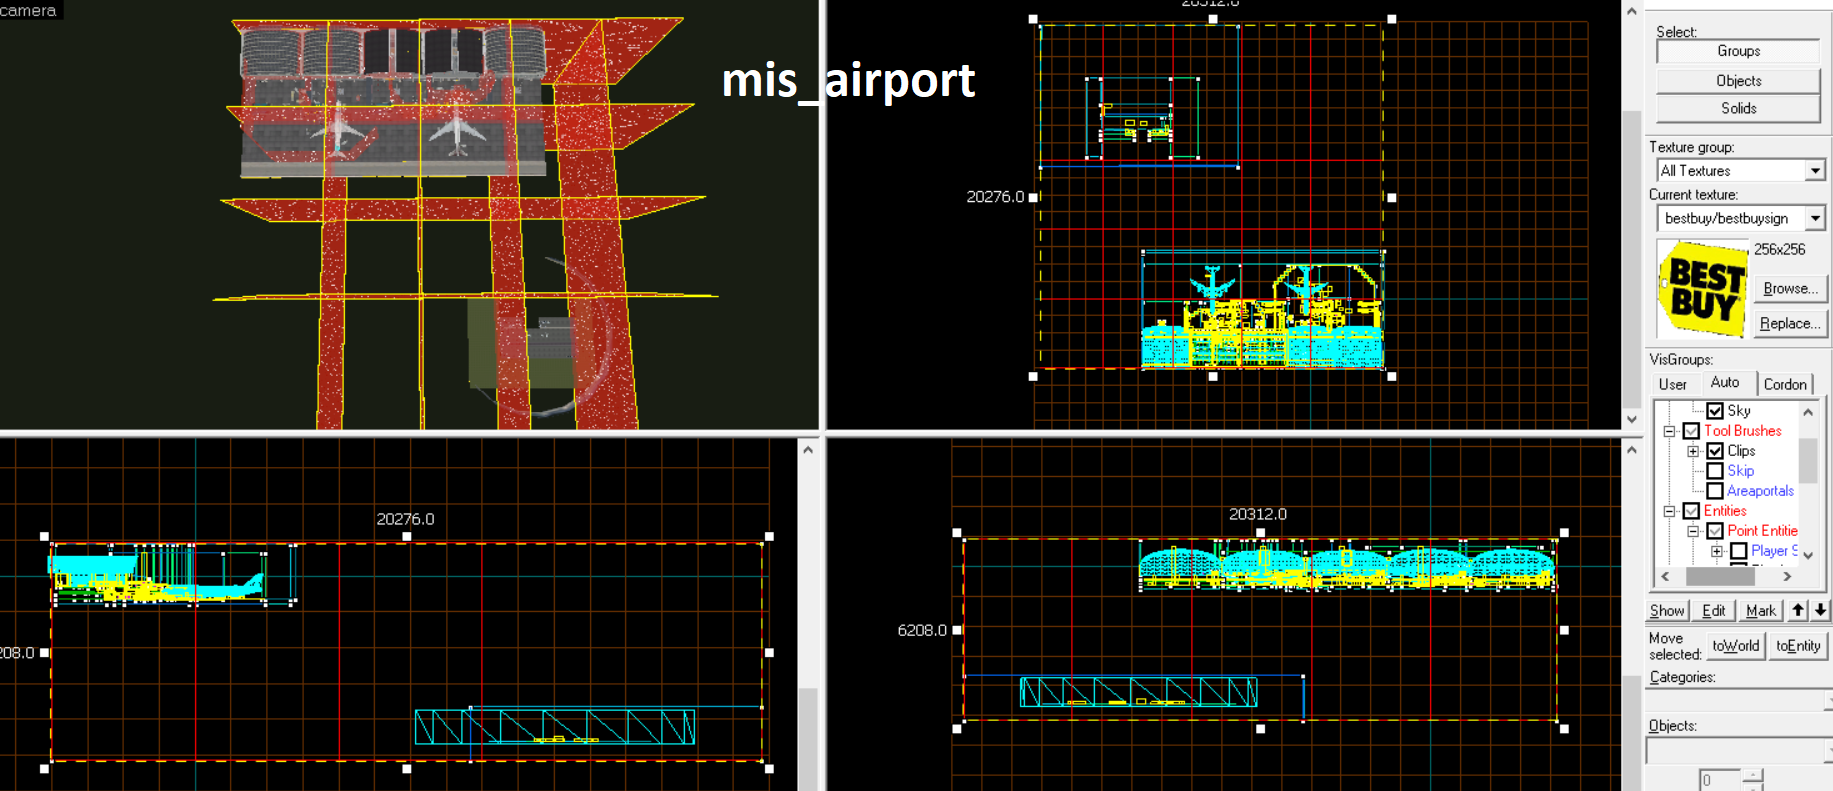 camera
mis_airport
20276.0
20276.0
208.0
20312.0
6208.0
Select:
Groups
Objects
Solids
Texture group:
All Textures
Current texture:
bestbuy/bestbuysign
BEST
BUY
256x256
Browse...
Replace...
VisGroups:
User
Auto
Cordon
Sky
Tool Brushes
Clips
Skip
Areaportals
Entities
Point Entitie
Player S
Show
Edit
Mark
Move
selected:
toWorld
toEntity
Categories:
Objects:
0